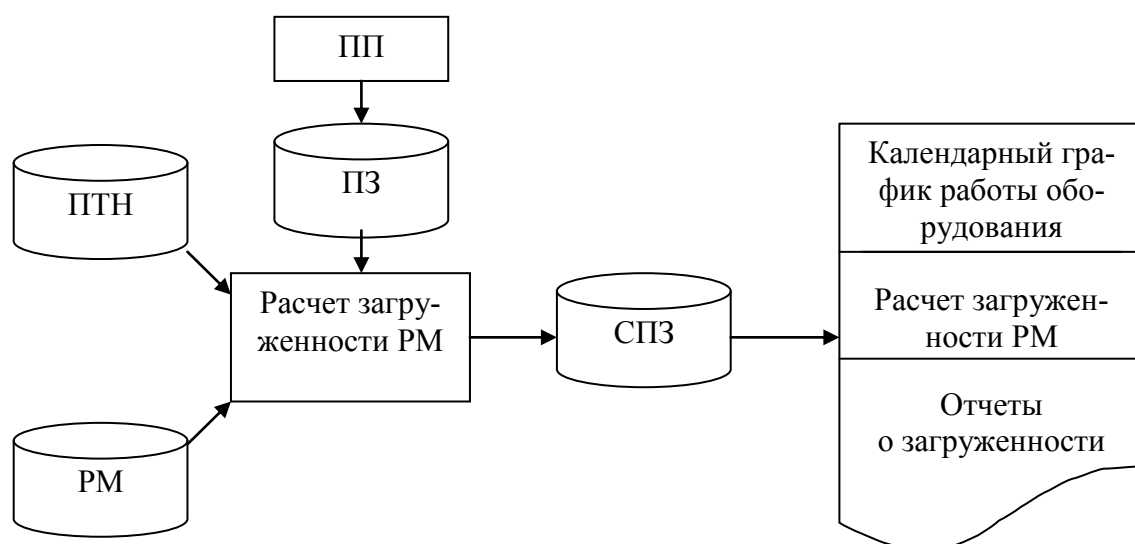 ПП
ПЗ
ПТН
РМ
Расчет загру-
женности РМ
СПЗ
Календарный гра-
фик работы обо-
рудования
Расчет загружен-
ности РМ
Отчеты
о загруженности